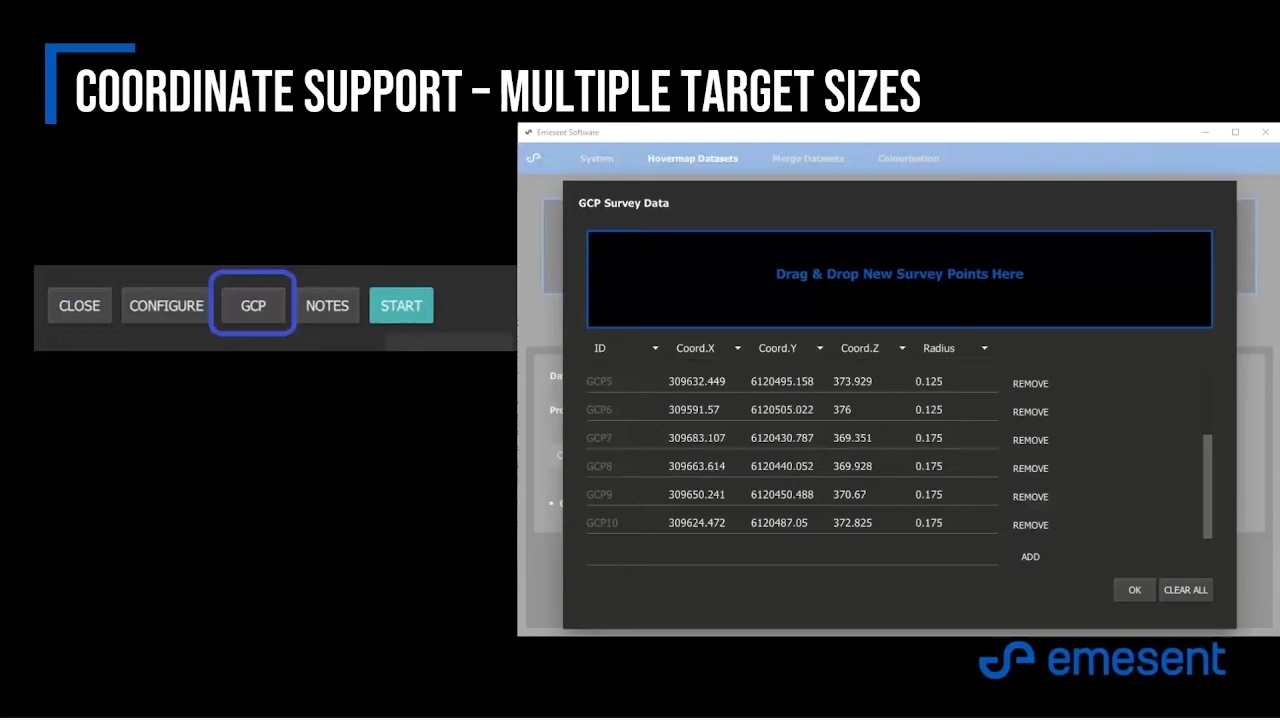 COORDINATE SUPPORT – MULTIPLE TARGET SIZES
Emesent Software
System Hovermap Datasets Merge Datasets Colourisation
GCP Survey Data
Drag & Drop New Survey Points Here
CLOSE CONFIGURE GCP NOTES START
ID Coord.X Coord.Y Coord.Z Radius
GCP5 309632.449 6120495.158 373.929 0.125 REMOVE
GCP6 309591.57 6120505.022 376 0.125 REMOVE
GCP7 309683.107 6120430.787 369.351 0.175 REMOVE
GCP8 309663.614 6120440.052 369.928 0.175 REMOVE
GCP9 309650.241 6120450.488 370.67 0.175 REMOVE
GCP10 309624.472 6120487.05 372.825 0.175 REMOVE
ADD
OK CLEAR ALL
emesent